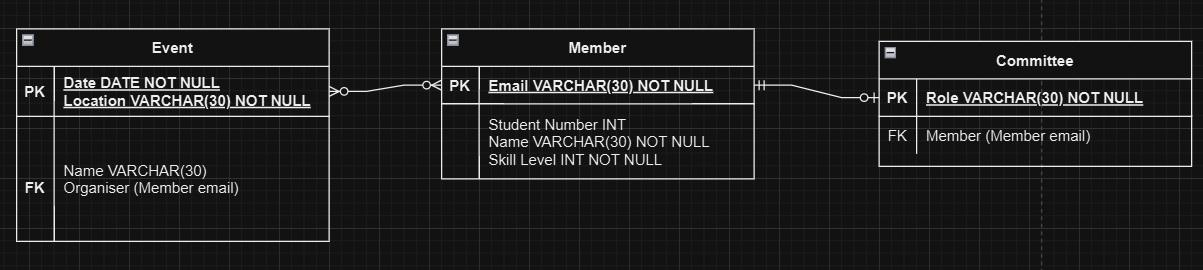 Event
PK
Date DATE NOT NULL
Location VARCHAR(30) NOT NULL
Name VARCHAR(30)
FK
Organiser (Member email)
Member
PK
Email VARCHAR(30) NOT NULL
Student Number INT
Name VARCHAR(30) NOT NULL
Skill Level INT NOT NULL
Committee
PK
Role VARCHAR(30) NOT NULL
FK
Member (Member email)